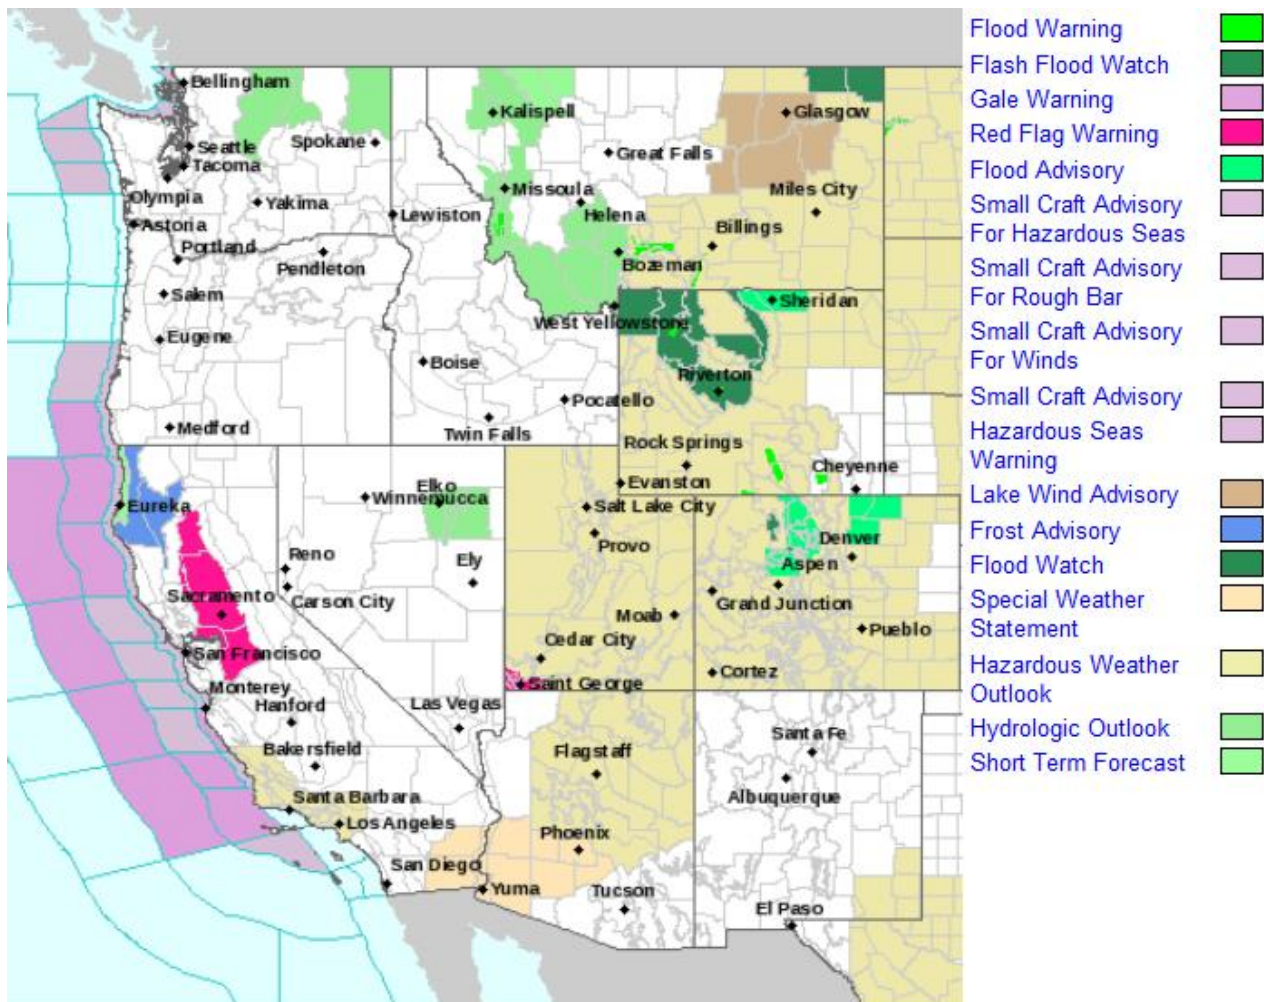 Flood Warning
Flash Flood Watch
Gale Warning
Red Flag Warning
Flood Advisory
Small Craft Advisory
For Hazardous Seas
Small Craft Advisory
For Rough Bar
Small Craft Advisory
For Winds
Small Craft Advisory
Hazardous Seas
Warning
Lake Wind Advisory
Frost Advisory
Flood Watch
Special Weather
Statement
Hazardous Weather
Outlook
Hydrologic Outlook
Short Term Forecast
Bellingham
Kalispell
Glasgow
Seattle
Spokane
Great Falls
Tacoma
Olympia
Yakima
Lewiston
Missoula
Helena
Miles City
Astoria
Portland
Pendleton
Billings
Bozeman
Salem
Sheridan
West Yellowstone
Eugene
Boise
Riverton
Pocatello
Medford
Twin Falls
Rock Springs
Cheyenne
Evanston
Elko
Winnemucca
Eureka
Salt Lake City
Provo
Denver
Reno
Ely
Aspen
Sacramento
Carson City
Grand Junction
Moab
Pueblo
San Francisco
Cedar City
Cortez
Saint George
Monterey
Hanford
Las Vegas
Bakersfield
Flagstaff
Santa Fe
Santa Barbara
Albuquerque
Los Angeles
Phoenix
San Diego
Yuma
Tucson
El Paso